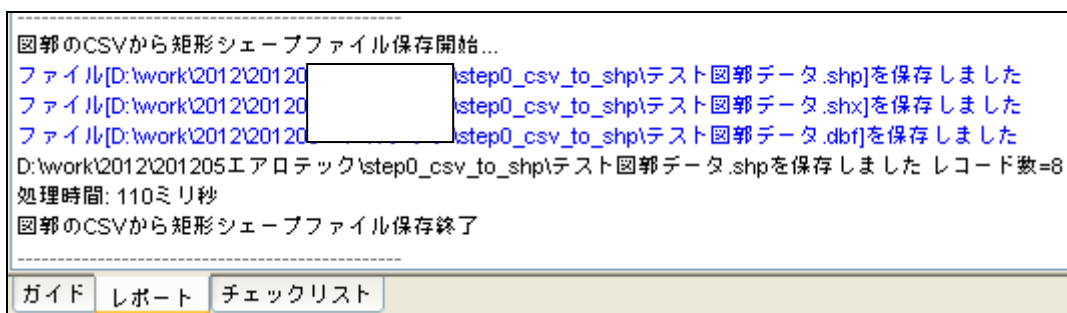 図郭のCSVから矩形シェープファイル保存開始...
ファイル[D:\work\2012\20120 \step0_csv_to_shp\テスト図郭データ.shp]を保存しました
ファイル[D:\work\2012\20120 \step0_csv_to_shp\テスト図郭データ.shx]を保存しました
ファイル[D:\work\2012\20120 \step0_csv_to_shp\テスト図郭データ.dbf]を保存しました
D:\work\2012\201205エアロテック\step0_csv_to_shp\テスト図郭データ.shpを保存しました レコード数=8
処理時間: 110ミリ秒
図郭のCSVから矩形シェープファイル保存終了
ガイド レポート チェックリスト